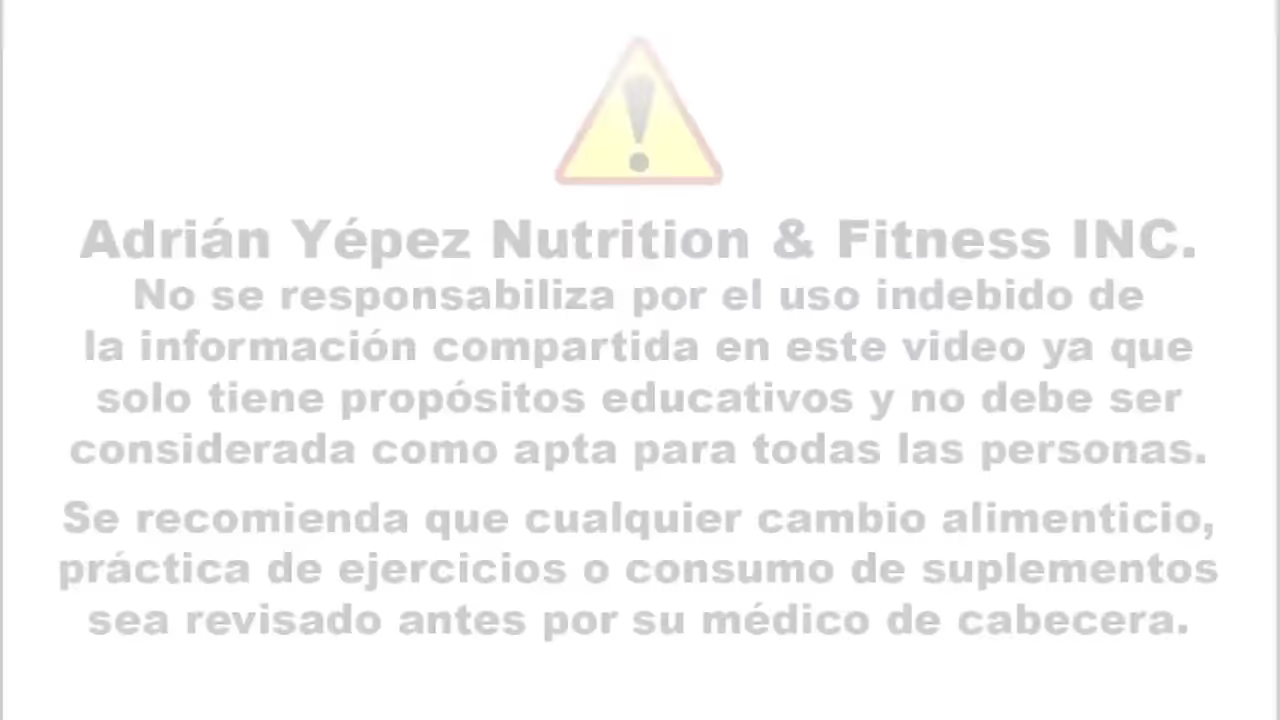 Adrián Yépez Nutrition & Fitness INC.
No se responsabiliza por el uso indebido de
la información compartida en este video ya que
solo tiene propósitos educativos y no debe ser
considerada como apta para todas las personas.
Se recomienda que cualquier cambio alimenticio,
práctica de ejercicios o consumo de suplementos
sea revisado antes por su médico de cabecera.